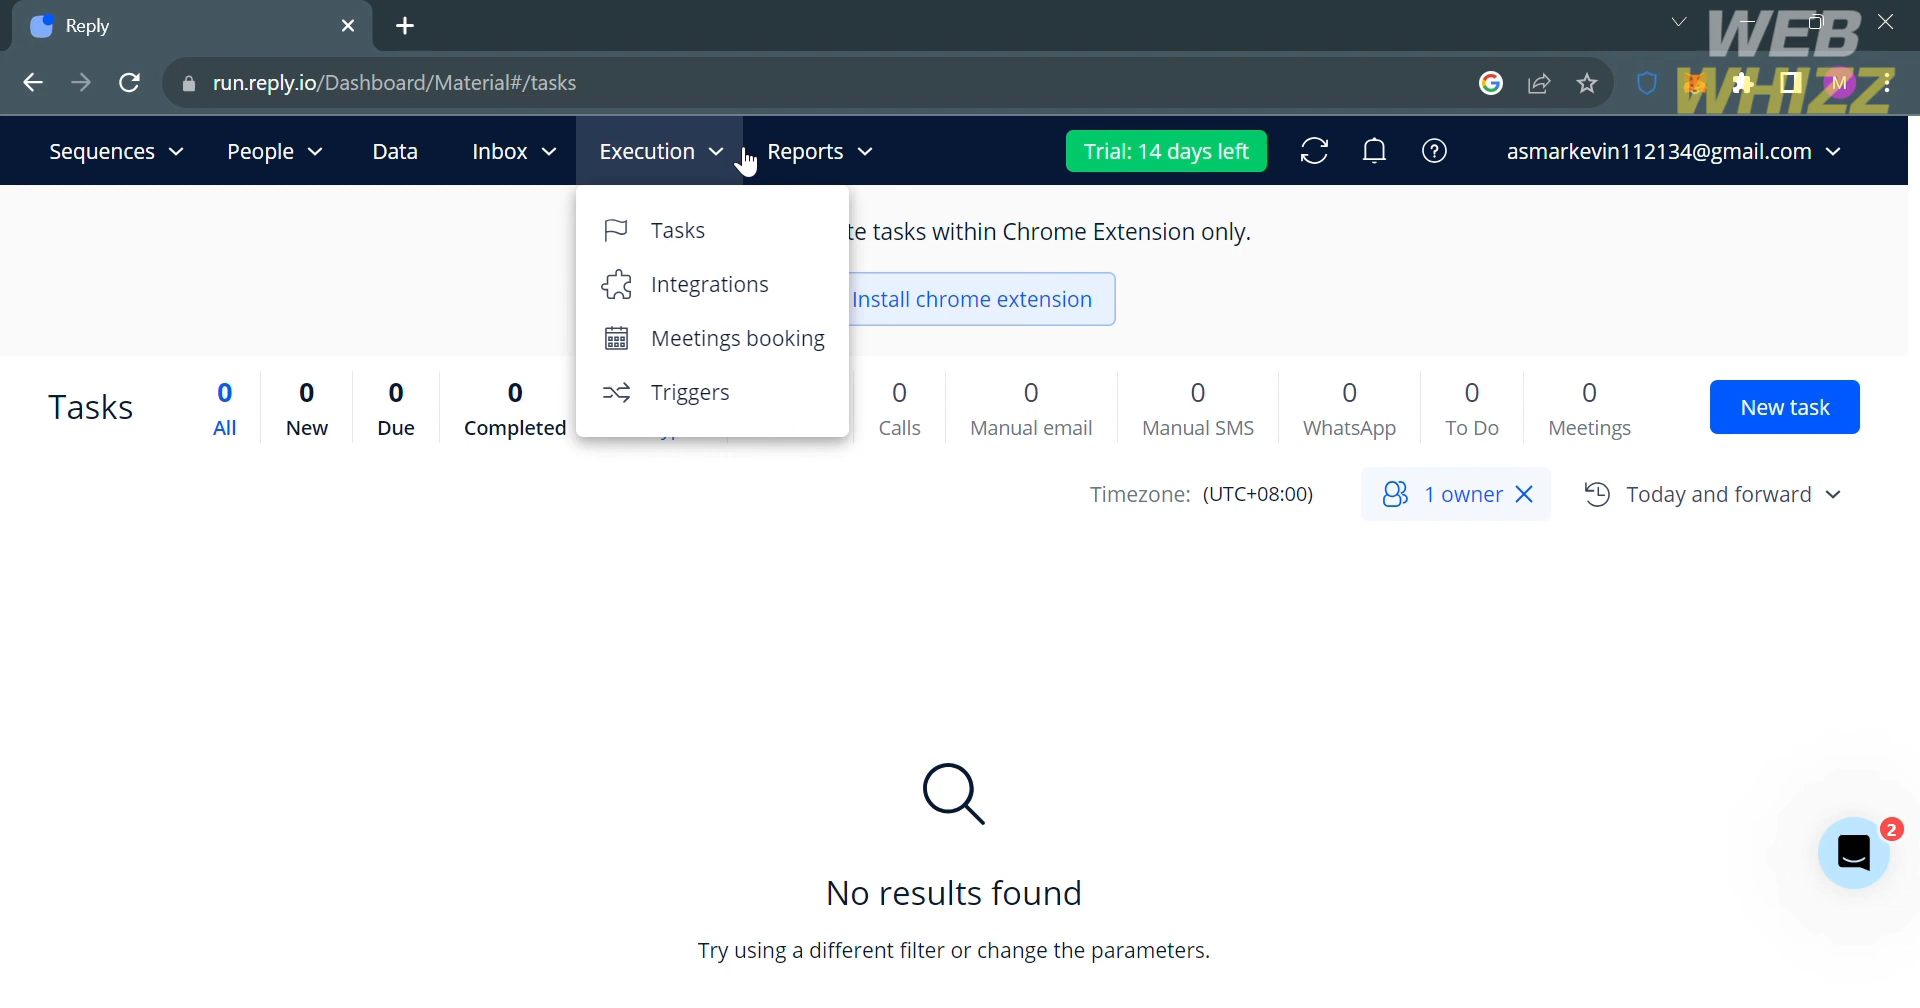 Reply
WEB
WHIZZ
run.reply.io/Dashboard/Material#/tasks
M
Sequences People Data Inbox Execution Reports Trial: 14 days left asmarkevin112134@gmail.com
Tasks
Integrations
Meetings booking
Triggers
te tasks within Chrome Extension only.
Install chrome extension
Tasks
0 All
0 New
0 Due
0 Completed
0 Calls
0 Manual email
0 Manual SMS
0 WhatsApp
0 To Do
0 Meetings
New task
Timezone: (UTC+08:00) 1 owner Today and forward
2
No results found
Try using a different filter or change the parameters.